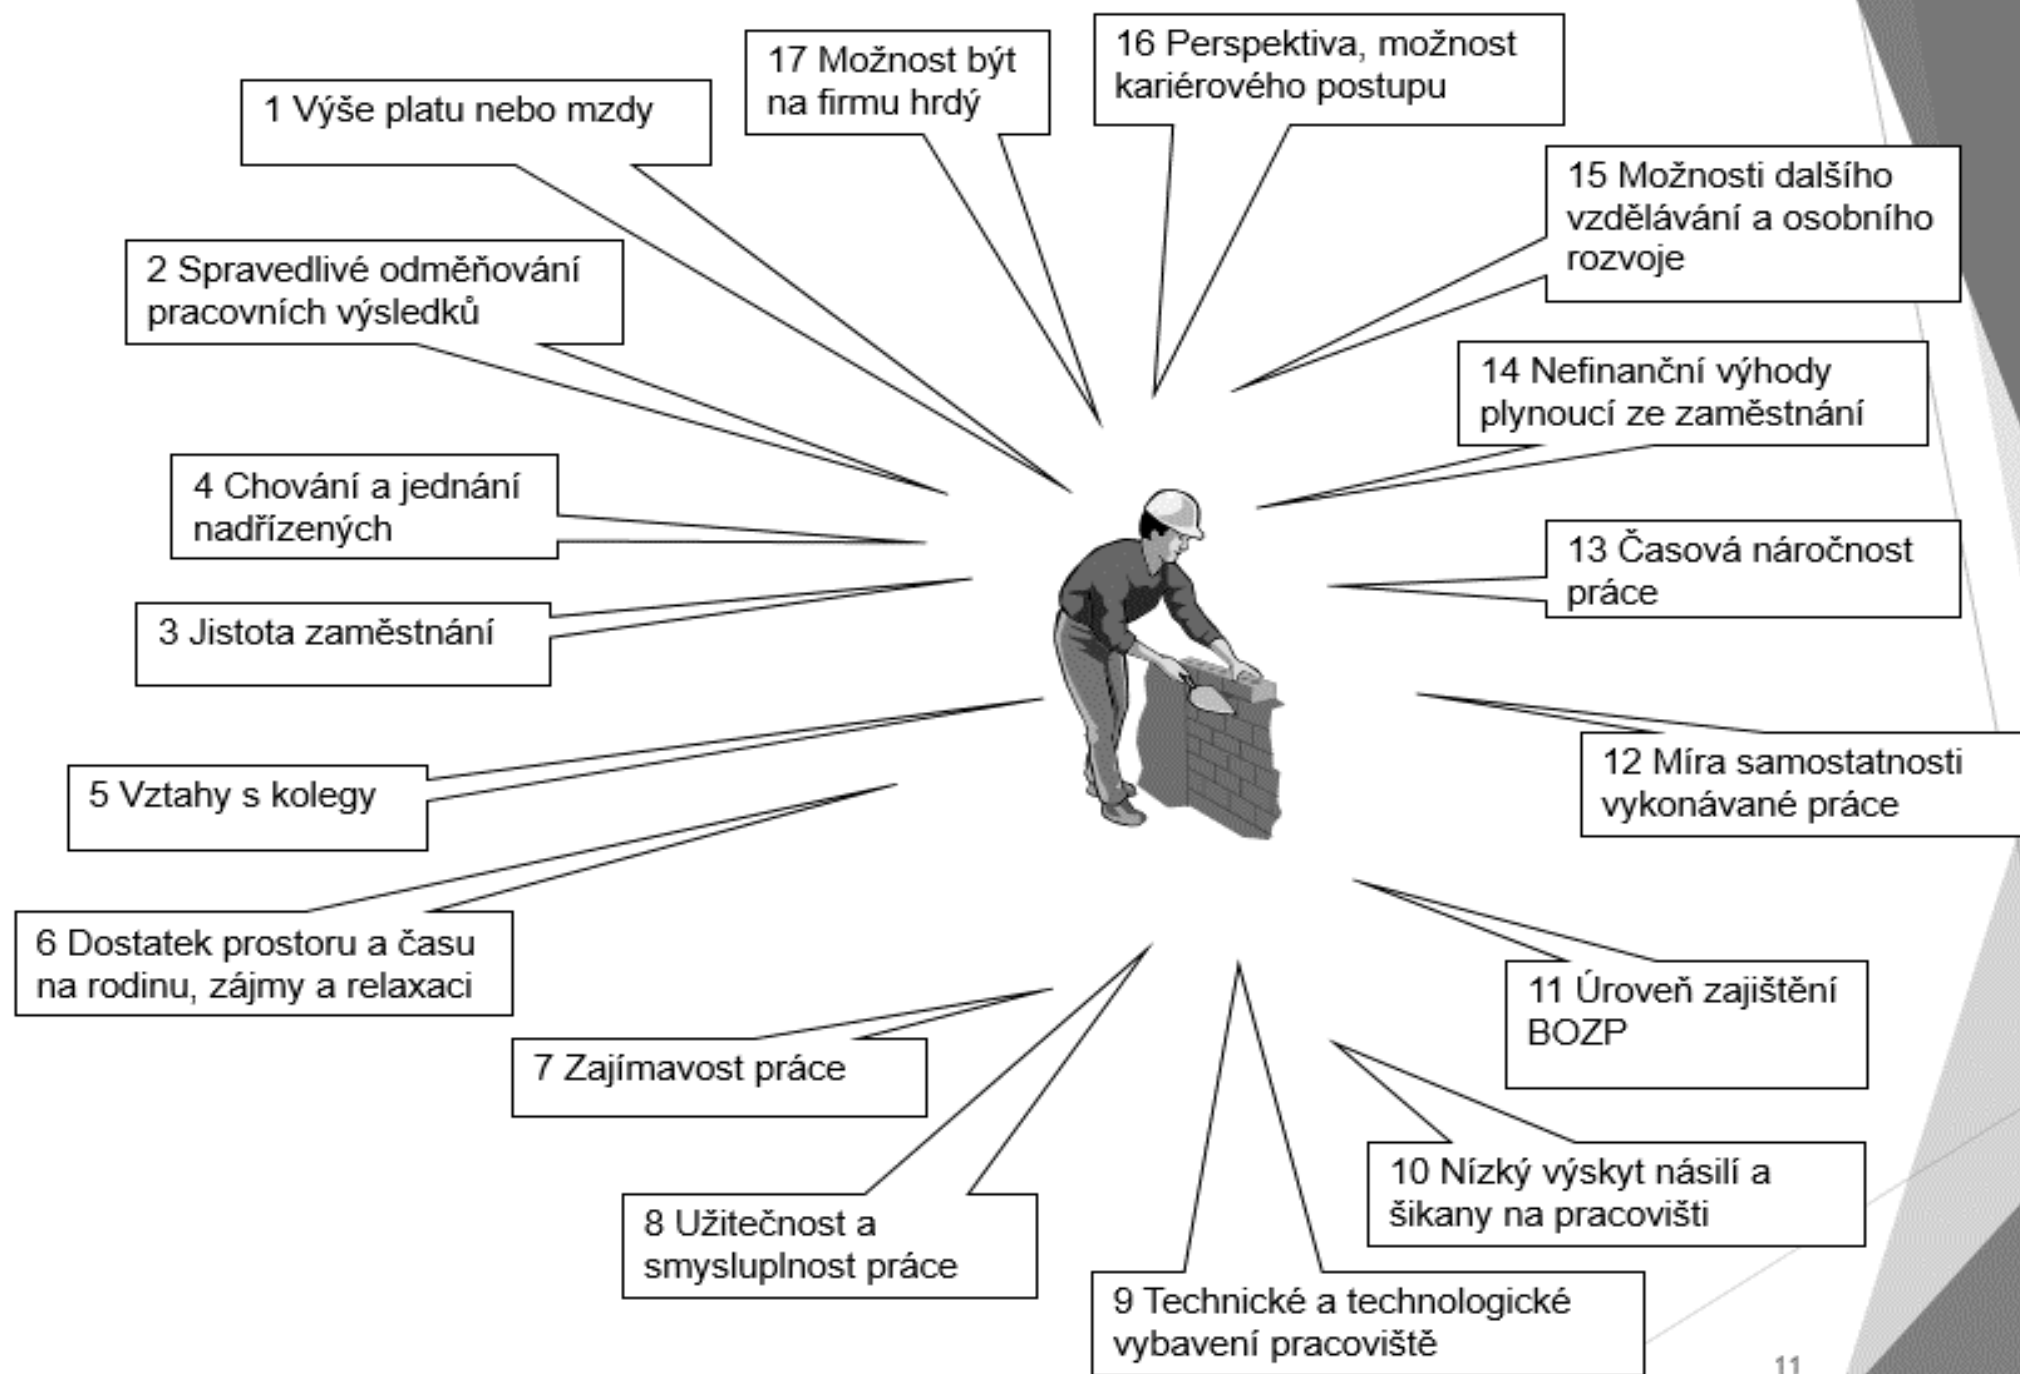 17 Možnost být
na firmu hrdý
16 Perspektiva, možnost
kariérového postupu
1 Výše platu nebo mzdy
15 Možnosti dalšího
vzdělávání a osobního
rozvoje
2 Spravedlivé odměňování
pracovních výsledků
14 Nefinanční výhody
plynoucí ze zaměstnání
4 Chování a jednání
nadřízených
13 Časová náročnost
práce
3 Jistota zaměstnání
12 Míra samostatnosti
vykonávané práce
5 Vztahy s kolegy
6 Dostatek prostoru a času
na rodinu, zájmy a relaxaci
11 Úroveň zajištění
BOZP
7 Zajímavost práce
10 Nízký výskyt násilí a
šikany na pracovišti
8 Užitečnost a
smysluplnost práce
9 Technické a technologické
vybavení pracoviště
11